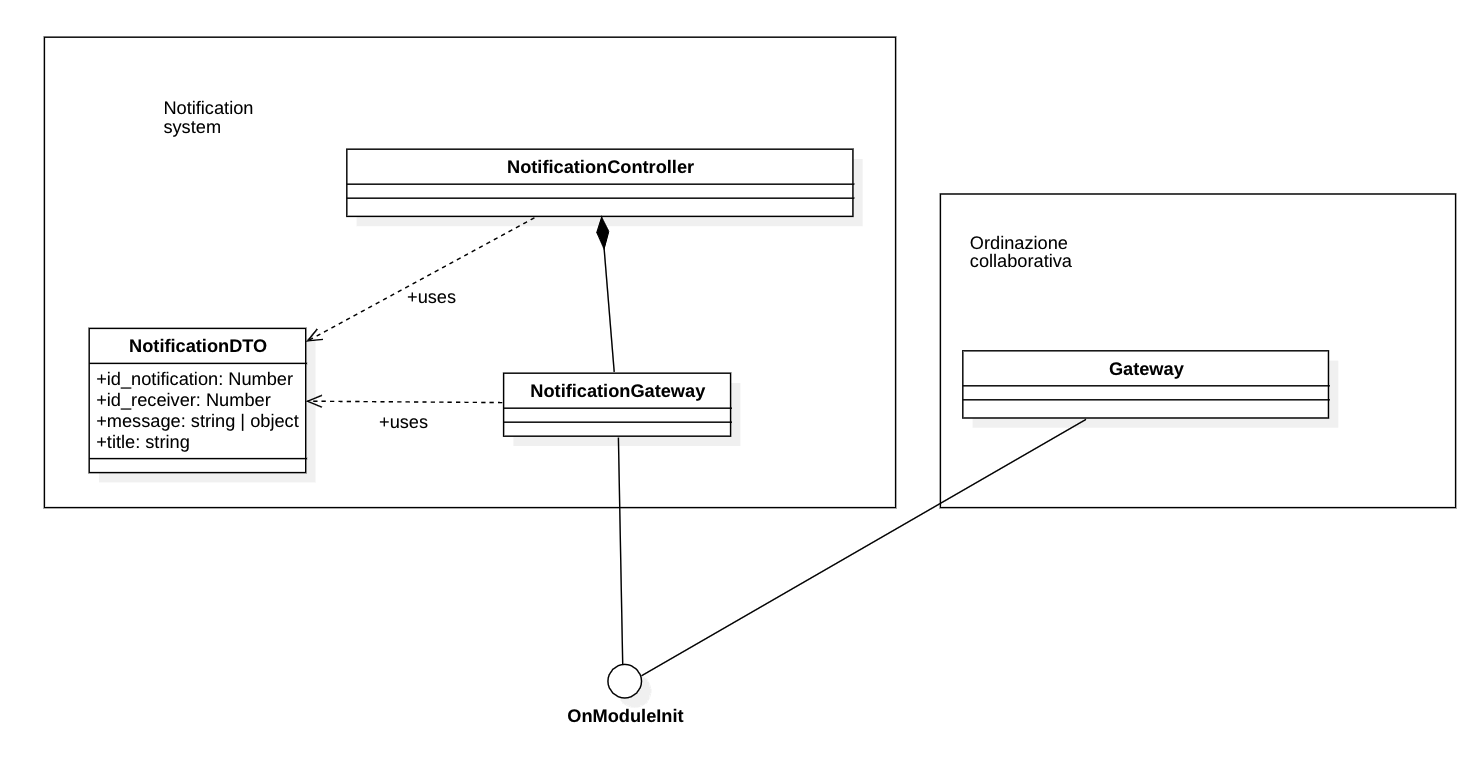 Notification
system
NotificationController
+uses
NotificationDTO
+id_notification: Number
+id_receiver: Number
+message: string | object
+title: string
+uses
NotificationGateway
Ordinazione
collaborativa
Gateway
OnModuleInit